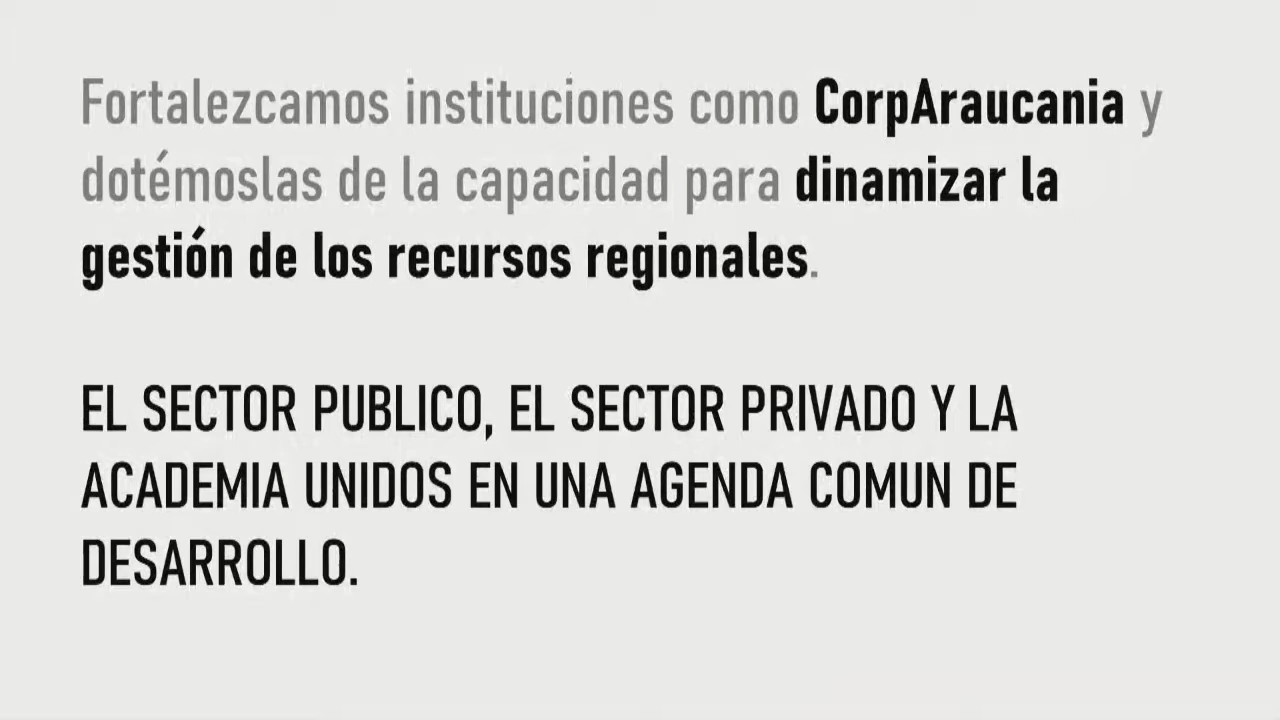 Fortalezcamos instituciones como CorpAraucania y
dotémoslas de la capacidad para dinamizar la
gestión de los recursos regionales.
EL SECTOR PUBLICO, EL SECTOR PRIVADO Y LA
ACADEMIA UNIDOS EN UNA AGENDA COMUN DE
DESARROLLO.